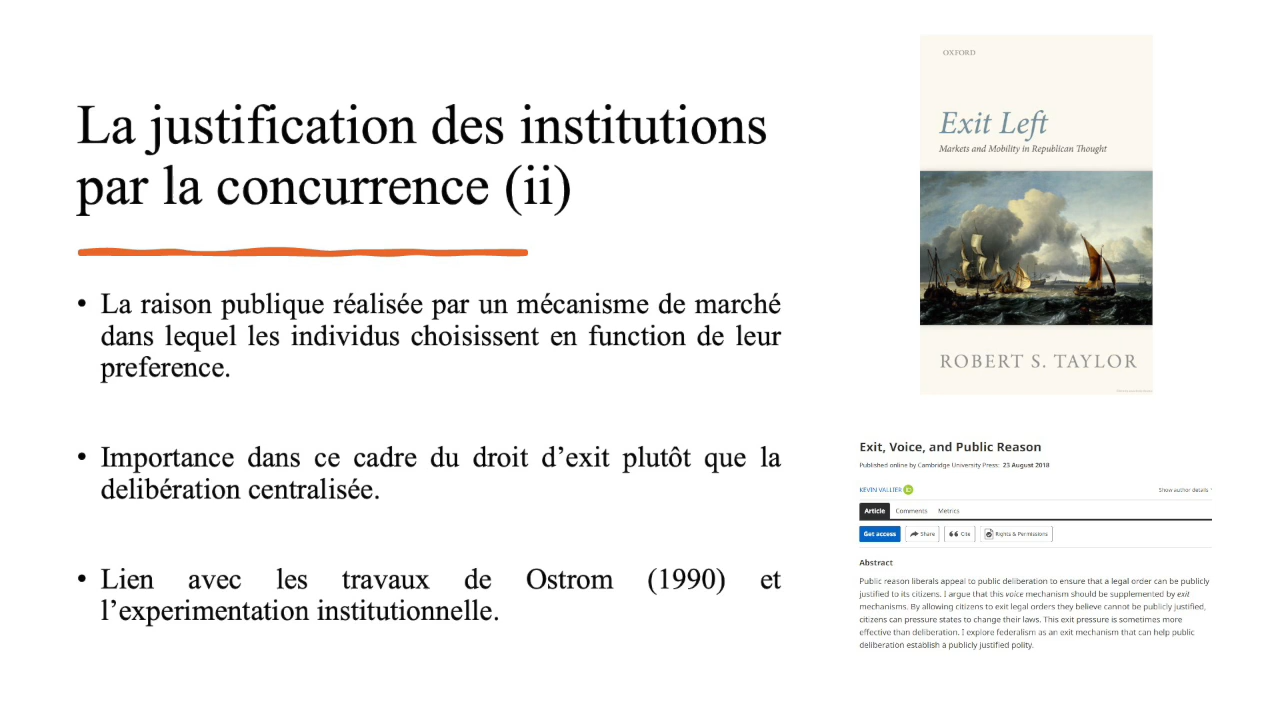 La justification des institutions
par la concurrence (ii)
• La raison publique réalisée par un mécanisme de marché
dans lequel les individus choisissent en function de leur
preference.
• Importance dans ce cadre du droit d’exit plutôt que la
delibération centralisée.
• Lien avec les travaux de Ostrom (1990) et
l’experimentation institutionnelle.
OXFORD
Exit Left
Markets and Mobility in Republican Thought
ROBERT S. TAYLOR
Exit, Voice, and Public Reason
Published online by Cambridge University Press: 23 August 2018
KEVIN VALLIER
Show author details
Article Comments Metrics
Get access Share Cite Rights & Permissions
Abstract
Public reason liberals appeal to public deliberation to ensure that a legal order can be publicly
justified to its citizens. I argue that this voice mechanism should be supplemented by exit
mechanisms. By allowing citizens to exit legal orders they believe cannot be publicly justified,
citizens can pressure states to change their laws. This exit pressure is sometimes more
effective than deliberation. I explore federalism as an exit mechanism that can help public
deliberation establish a publicly justified polity.